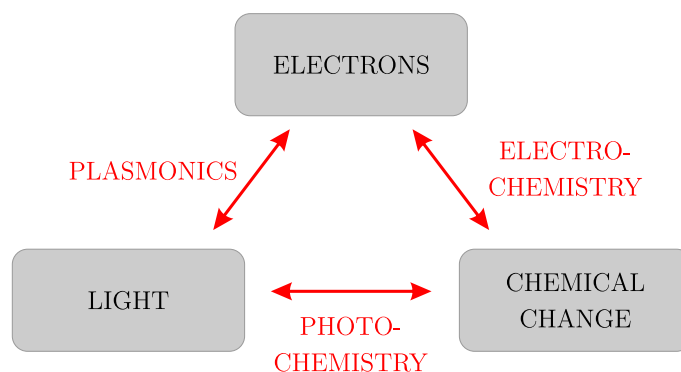 ELECTRONS
PLASMONICS
ELECTRO-
CHEMISTRY
LIGHT
CHEMICAL
CHANGE
PHOTO-
CHEMISTRY